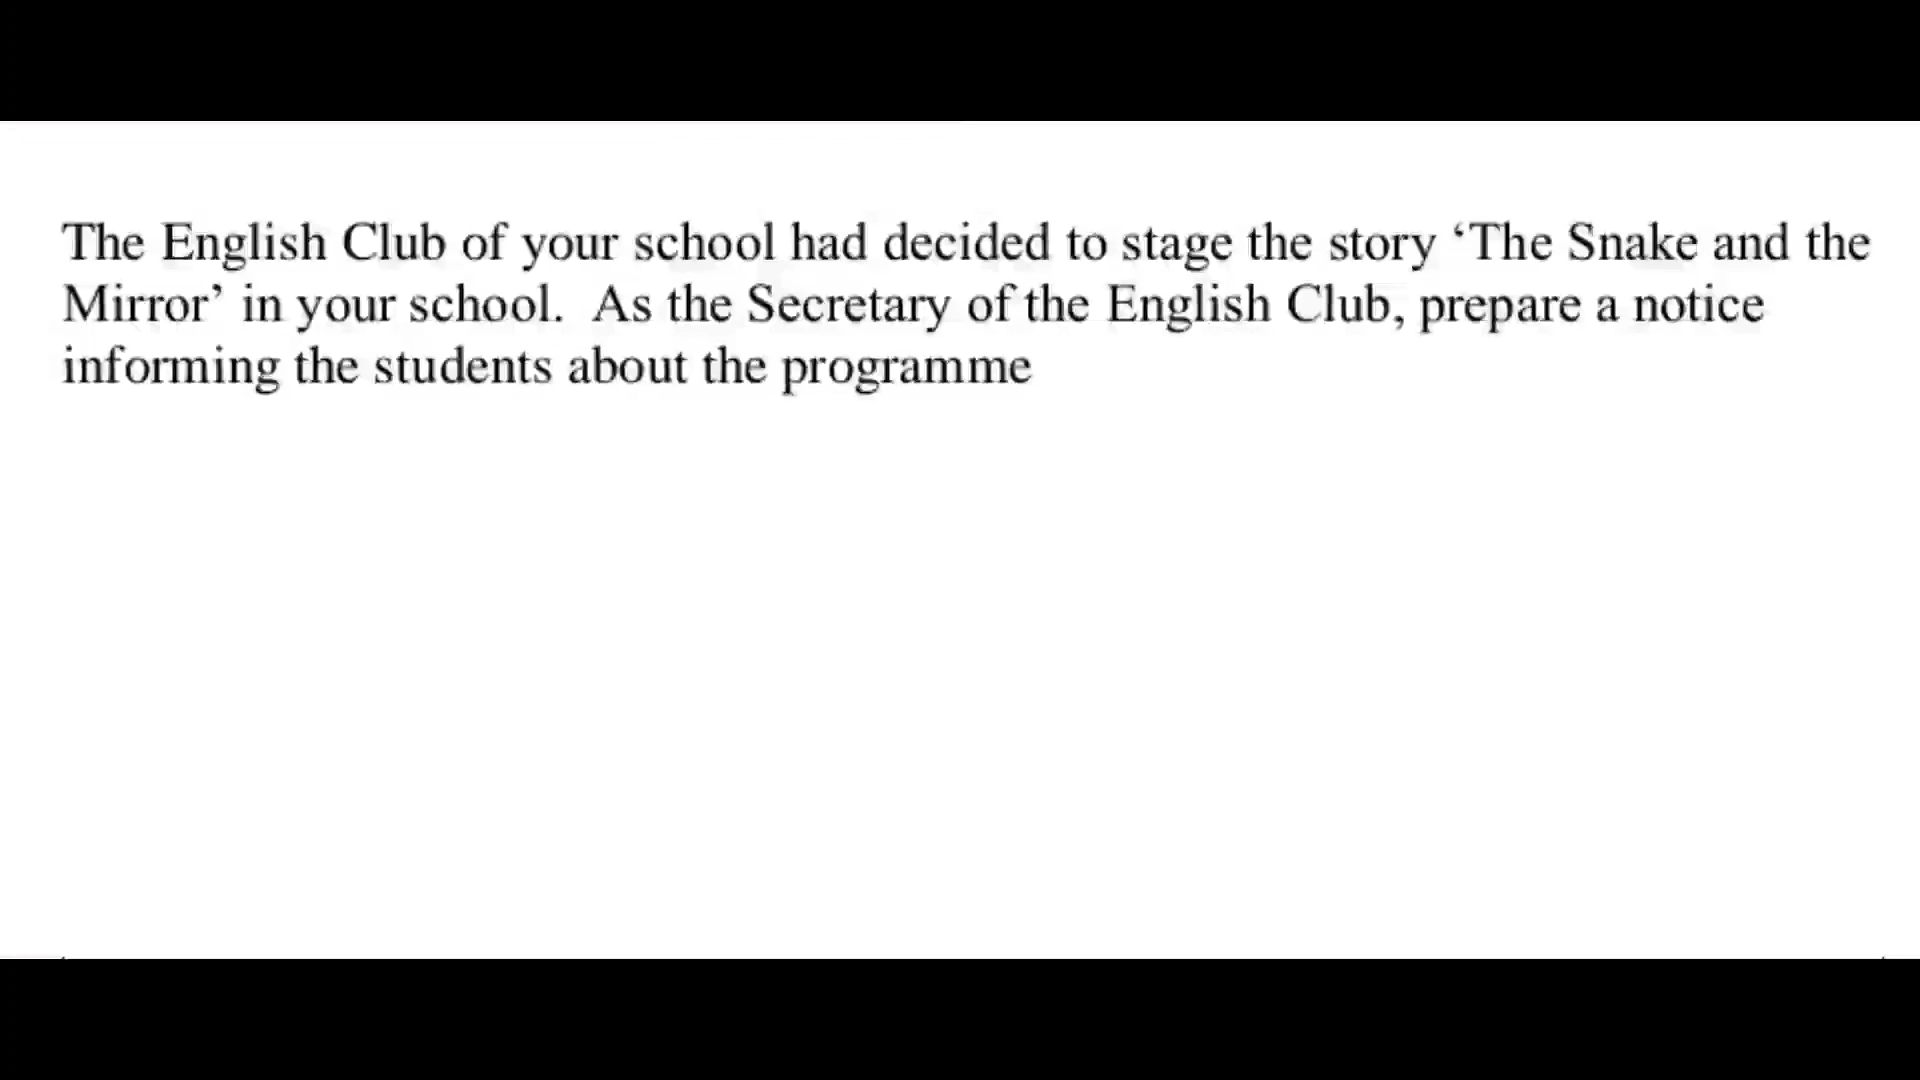 The English Club of your school had decided to stage the story ‘The Snake and the
Mirror’ in your school.  As the Secretary of the English Club, prepare a notice
informing the students about the programme